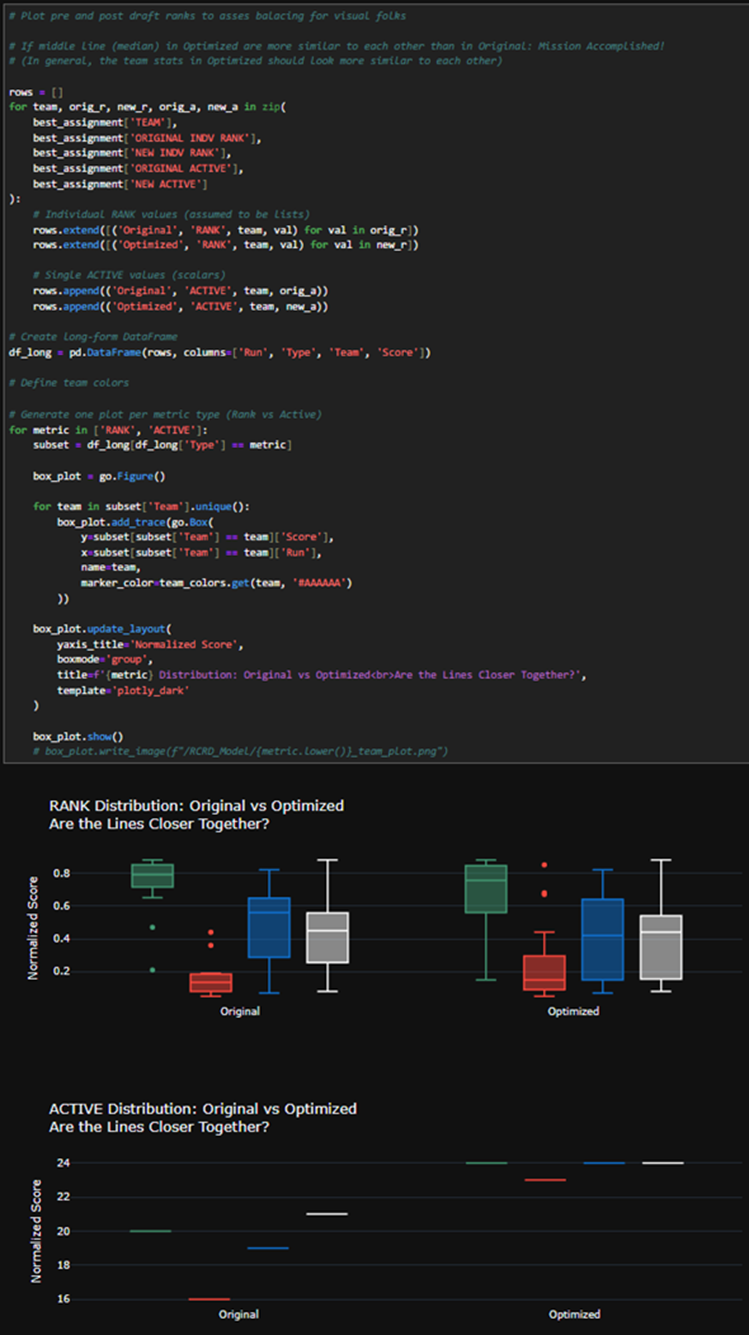 # Plot pre and post draft ranks to asses balacing for visual folks
# If middle line (median) in Optimized are more similar to each other than in Original: Mission Accomplished!
# (In general, the team stats in Optimized should look more similar to each other)
rows = []
for team, orig_r, new_r, orig_a, new_a in zip(
    best_assignment['TEAM'],
    best_assignment['ORIGINAL INDV RANK'],
    best_assignment['NEW INDV RANK'],
    best_assignment['ORIGINAL ACTIVE'],
    best_assignment['NEW ACTIVE']
):
    # Individual RANK values (assumed to be lists)
    rows.extend([('Original', 'RANK', team, val) for val in orig_r])
    rows.extend([('Optimized', 'RANK', team, val) for val in new_r])
    # Single ACTIVE values (scalars)
    rows.append(('Original', 'ACTIVE', team, orig_a))
    rows.append(('Optimized', 'ACTIVE', team, new_a))
# Create long-form DataFrame
df_long = pd.DataFrame(rows, columns=['Run', 'Type', 'Team', 'Score'])
# Define team colors
# Generate one plot per metric type (Rank vs Active)
for metric in ['RANK', 'ACTIVE']:
    subset = df_long[df_long['Type'] == metric]
    box_plot = go.Figure()
    for team in subset['Team'].unique():
        box_plot.add_trace(go.Box(
            y=subset[subset['Team'] == team]['Score'],
            x=subset[subset['Team'] == team]['Run'],
            name=team,
            marker_color=team_colors.get(team, '#AAAAAA')
        ))
    box_plot.update_layout(
        yaxis_title='Normalized Score',
        boxmode='group',
        title=f'{metric} Distribution: Original vs Optimized<br>Are the Lines Closer Together?',
        template='plotly_dark'
    )
    box_plot.show()
    # box_plot.write_image(f"/RCRD_Model/{metric.lower()}_team_plot.png")
RANK Distribution: Original vs Optimized
Are the Lines Closer Together?
Normalized Score
0.8
0.6
0.4
0.2
Original
Optimized
ACTIVE Distribution: Original vs Optimized
Are the Lines Closer Together?
Normalized Score
24
22
20
18
16
Original
Optimized